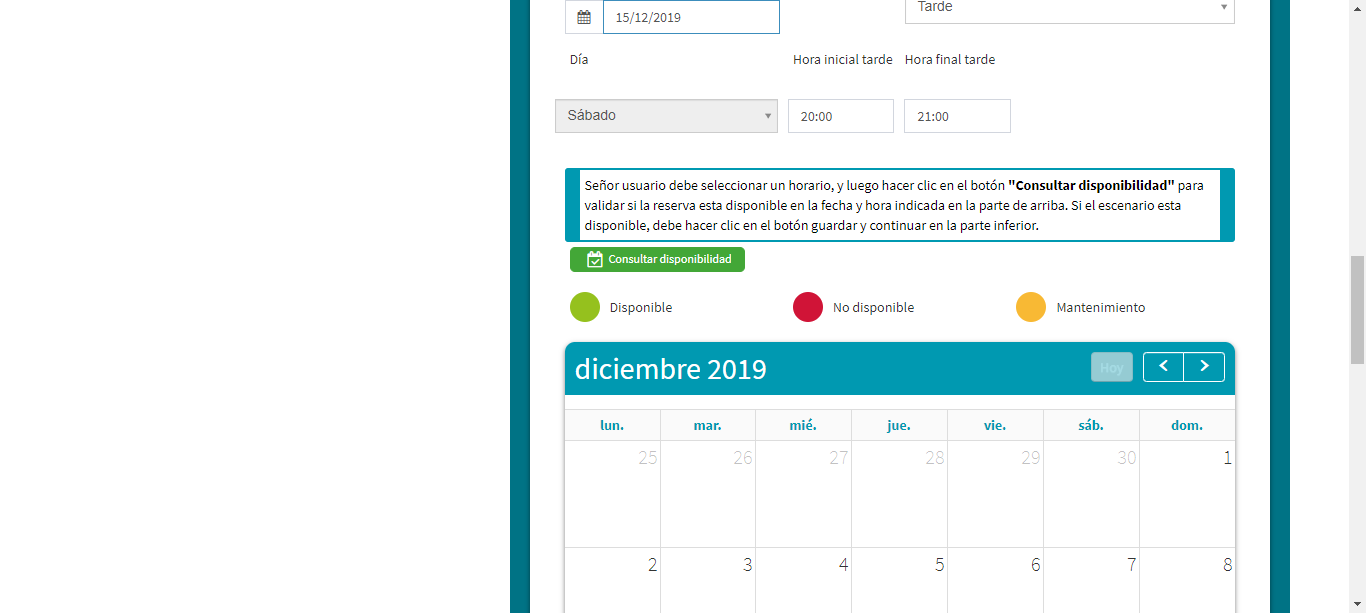 15/12/2019
Tarde
Día
Hora inicial tarde
Hora final tarde
Sábado
20:00
21:00
Señor usuario debe seleccionar un horario, y luego hacer clic en el botón "Consultar disponibilidad" para
validar si la reserva esta disponible en la fecha y hora indicada en la parte de arriba. Si el escenario esta
disponible, debe hacer clic en el botón guardar y continuar en la parte inferior.
Consultar disponibilidad
Disponible
No disponible
Mantenimiento
diciembre 2019
Hoy
lun. mar. mié. jue. vie. sáb. dom.
25 26 27 28 29 30 1
2 3 4 5 6 7 8